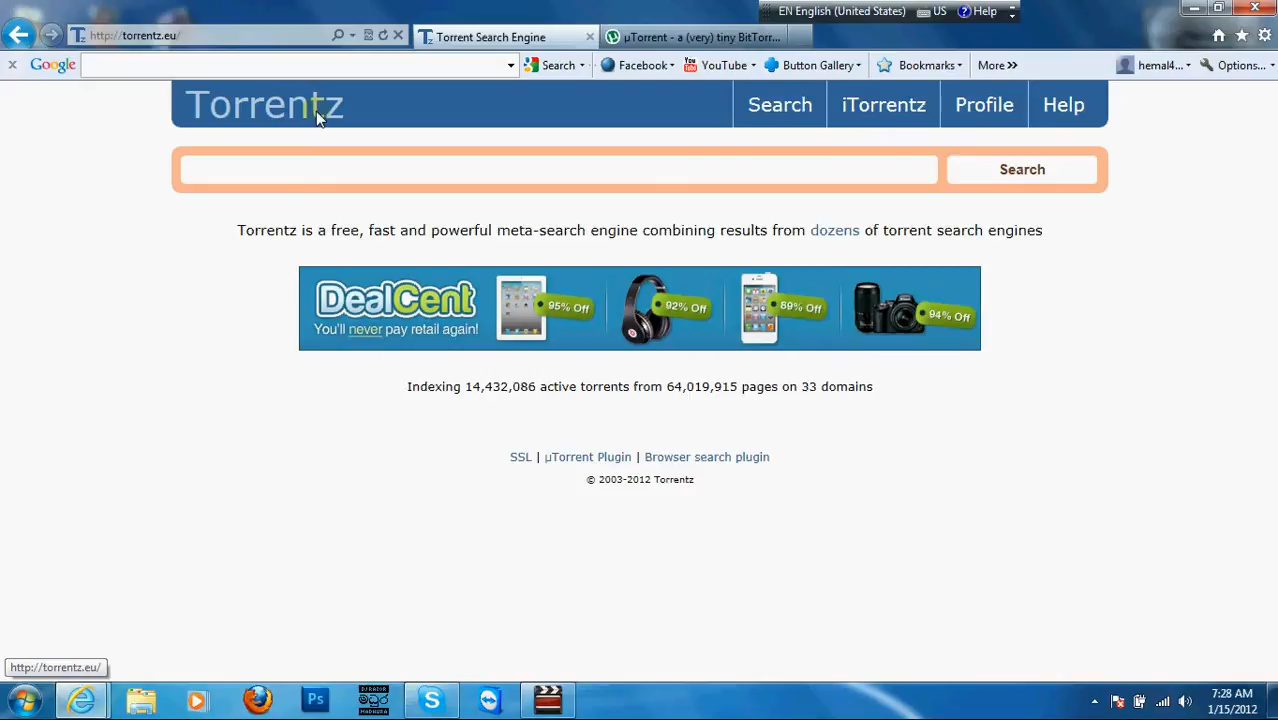 EN English (United States) US Help
http://torrentz.eu/ Torrent Search Engine µTorrent - a (very) tiny BitTorr...
Google Search Facebook YouTube Button Gallery Bookmarks More >> hemal4... Options...
Torrentz Search iTorrentz Profile Help
Search
Torrentz is a free, fast and powerful meta-search engine combining results from dozens of torrent search engines
DealCent 95% Off 92% Off 89% Off 94% Off
You'll never pay retail again!
Indexing 14,432,086 active torrents from 64,019,915 pages on 33 domains
SSL | µTorrent Plugin | Browser search plugin
© 2003-2012 Torrentz
http://torrentz.eu/
Ps
7:28 AM
1/15/2012